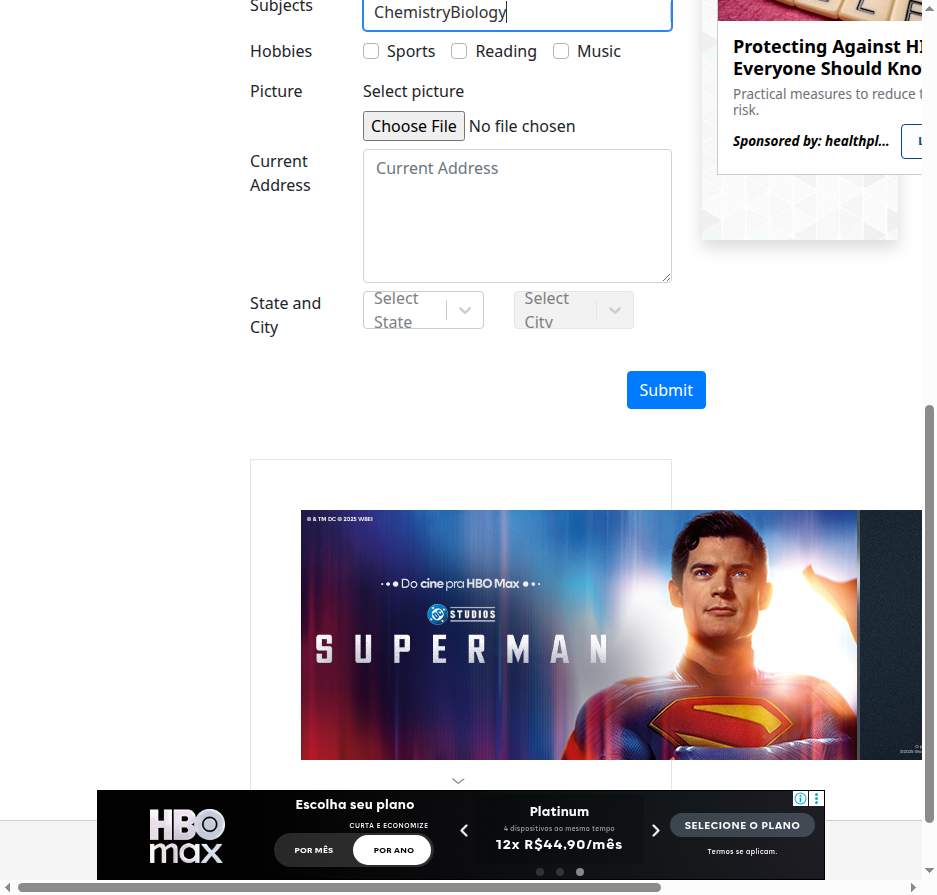 Subjects
ChemistryBiology
Hobbies
Sports
Reading
Music
Picture
Select picture
Choose File No file chosen
Current
Address
Current Address
State and
City
Select
State
Select
City
Submit
Protecting Against HI
Everyone Should Kno
Practical measures to reduce t
risk.
Sponsored by: healthpl...
L
& TM DC © 2025 WBEI
Do cine pra HBO Max
DC STUDIOS
SUPERMAN
HBO
max
Escolha seu plano
CURTA E ECONOMIZE
POR MÊS
POR ANO
Platinum
4 dispositivos ao mesmo tempo
12x R$44,90/mês
SELECIONE O PLANO
Termos se aplicam.